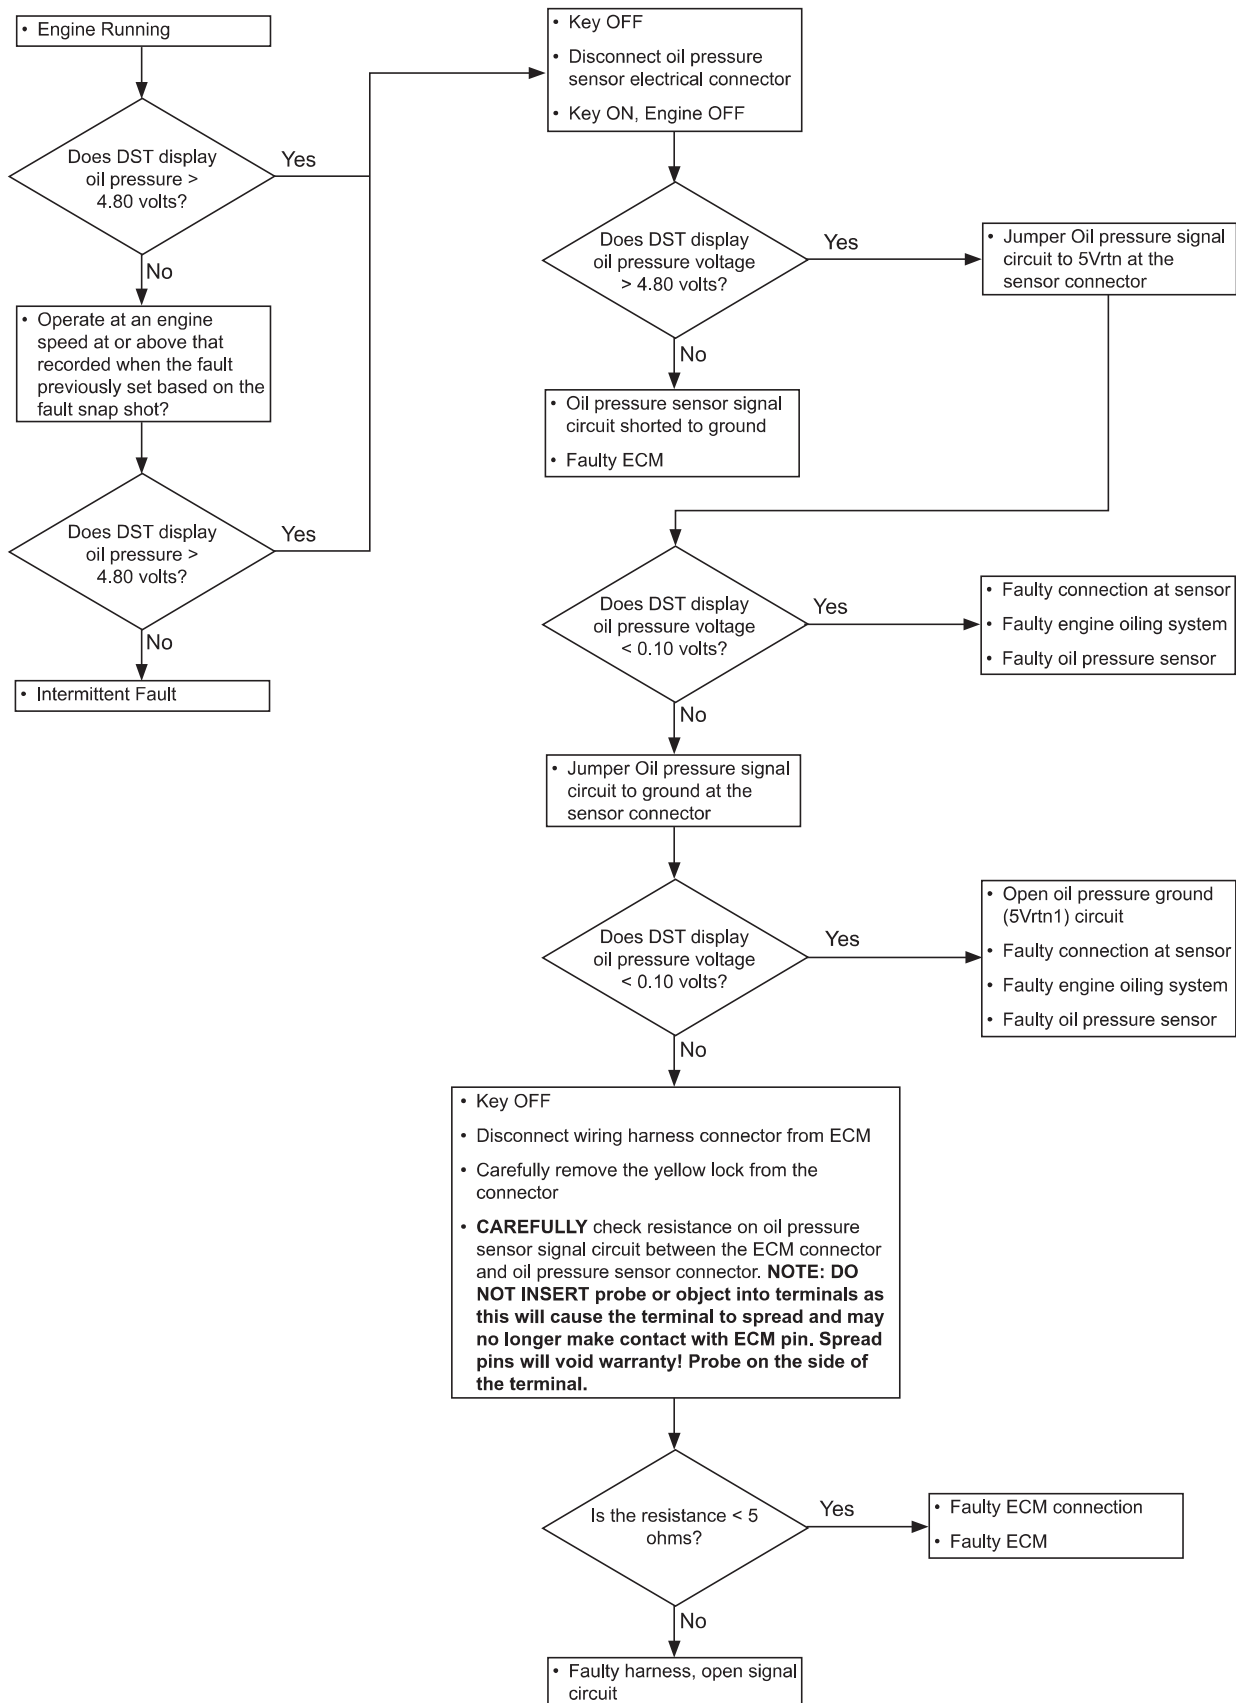 • Engine Running
Does DST display
oil pressure >
4.80 volts?
Yes
No
• Operate at an engine
speed at or above that
recorded when the fault
previously set based on the
fault snap shot?
Does DST display
oil pressure >
4.80 volts?
Yes
No
• Intermittent Fault
• Key OFF
• Disconnect oil pressure
sensor electrical connector
• Key ON, Engine OFF
Does DST display
oil pressure voltage
> 4.80 volts?
Yes
• Jumper Oil pressure signal
circuit to 5Vrtn at the
sensor connector
No
• Oil pressure sensor signal
circuit shorted to ground
• Faulty ECM
Does DST display
oil pressure voltage
< 0.10 volts?
Yes
• Faulty connection at sensor
• Faulty engine oiling system
• Faulty oil pressure sensor
No
• Jumper Oil pressure signal
circuit to ground at the
sensor connector
Does DST display
oil pressure voltage
< 0.10 volts?
Yes
• Open oil pressure ground
(5Vrtn1) circuit
• Faulty connection at sensor
• Faulty engine oiling system
• Faulty oil pressure sensor
No
• Key OFF
• Disconnect wiring harness connector from ECM
• Carefully remove the yellow lock from the
connector
• CAREFULLY check resistance on oil pressure
sensor signal circuit between the ECM connector
and oil pressure sensor connector. NOTE: DO
NOT INSERT probe or object into terminals as
this will cause the terminal to spread and may
no longer make contact with ECM pin. Spread
pins will void warranty! Probe on the side of
the terminal.
Is the resistance < 5
ohms?
Yes
• Faulty ECM connection
• Faulty ECM
No
• Faulty harness, open signal
circuit